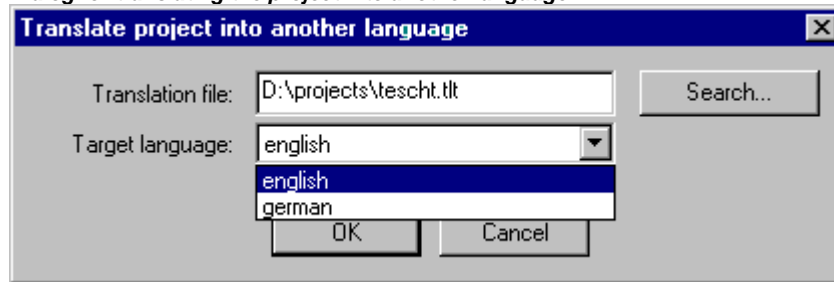 Translate project into another language
Translation file: D:\projects\tescht.tlt Search...
Target language: english
english
german
OK Cancel